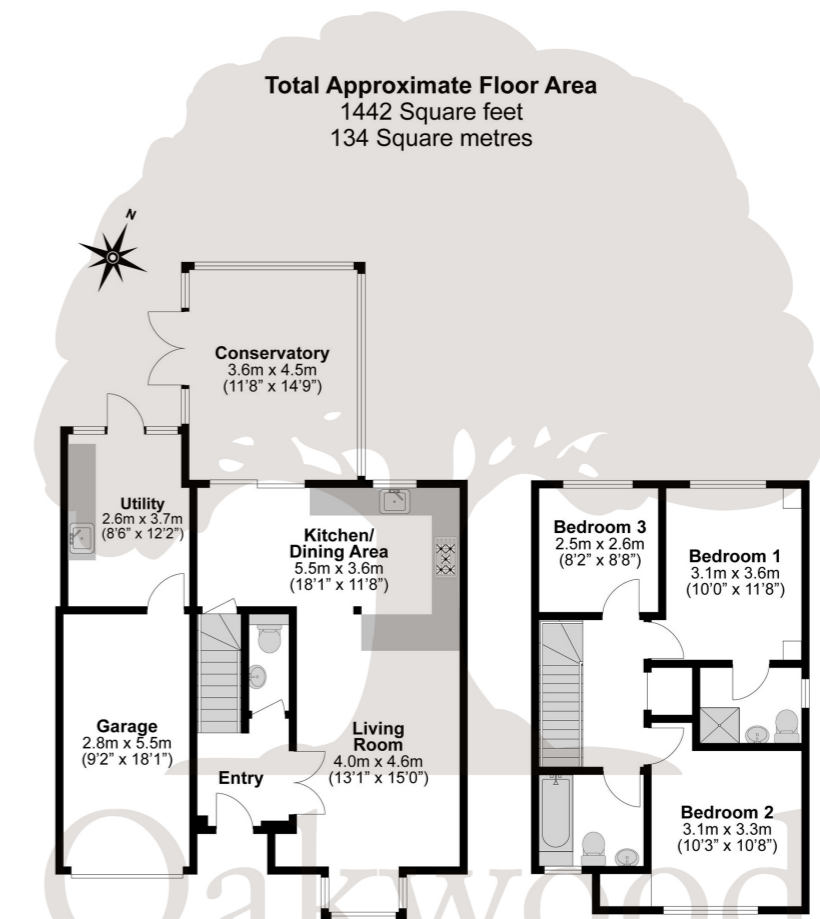 Total Approximate Floor Area
1442 Square feet
134 Square metres
N
Conservatory
3.6m x 4.5m
(11'8" x 14'9")
Utility
2.6m x 3.7m
(8'6" x 12'2")
Kitchen/
Dining Area
5.5m x 3.6m
(18'1" x 11'8")
Bedroom 3
2.5m x 2.6m
(8'2" x 8'8")
Bedroom 1
3.1m x 3.6m
(10'0" x 11'8")
Garage
2.8m x 5.5m
(9'2" x 18'1")
Living
Room
4.0m x 4.6m
(13'1" x 15'0")
Entry
Bedroom 2
3.1m x 3.3m
(10'3" x 10'8")
Oakwood